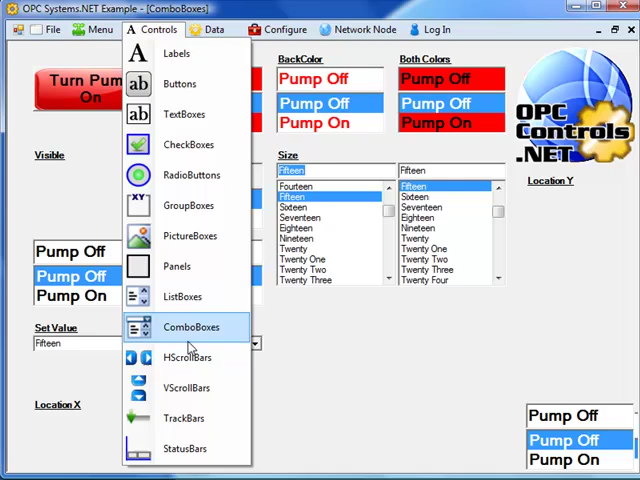 OPC Systems.NET Example - [ComboBoxes]
File Menu A Controls Data Configure Network Node Log In
Turn Pump
On
Visible
Pump Off
Pump Off
Pump On
Set Value
Fifteen
Location X
A Labels
ab Buttons
ab TextBoxes
CheckBoxes
RadioButtons
XY GroupBoxes
PictureBoxes
Panels
ListBoxes
ComboBoxes
HScrollBars
VScrollBars
TrackBars
StatusBars
BackColor
Pump Off
Pump Off
Pump On
Both Colors
Pump Off
Pump Off
Pump On
Size
Fifteen
Fourteen
Fifteen
Sixteen
Seventeen
Eighteen
Nineteen
Twenty
Twenty One
Twenty Two
Twenty Three
Fifteen
Fifteen
Sixteen
Seventeen
Eighteen
Nineteen
Twenty
Twenty One
Twenty Two
Twenty Three
Twenty Four
OPC
Controls
.NET
Location Y
Pump Off
Pump Off
Pump On